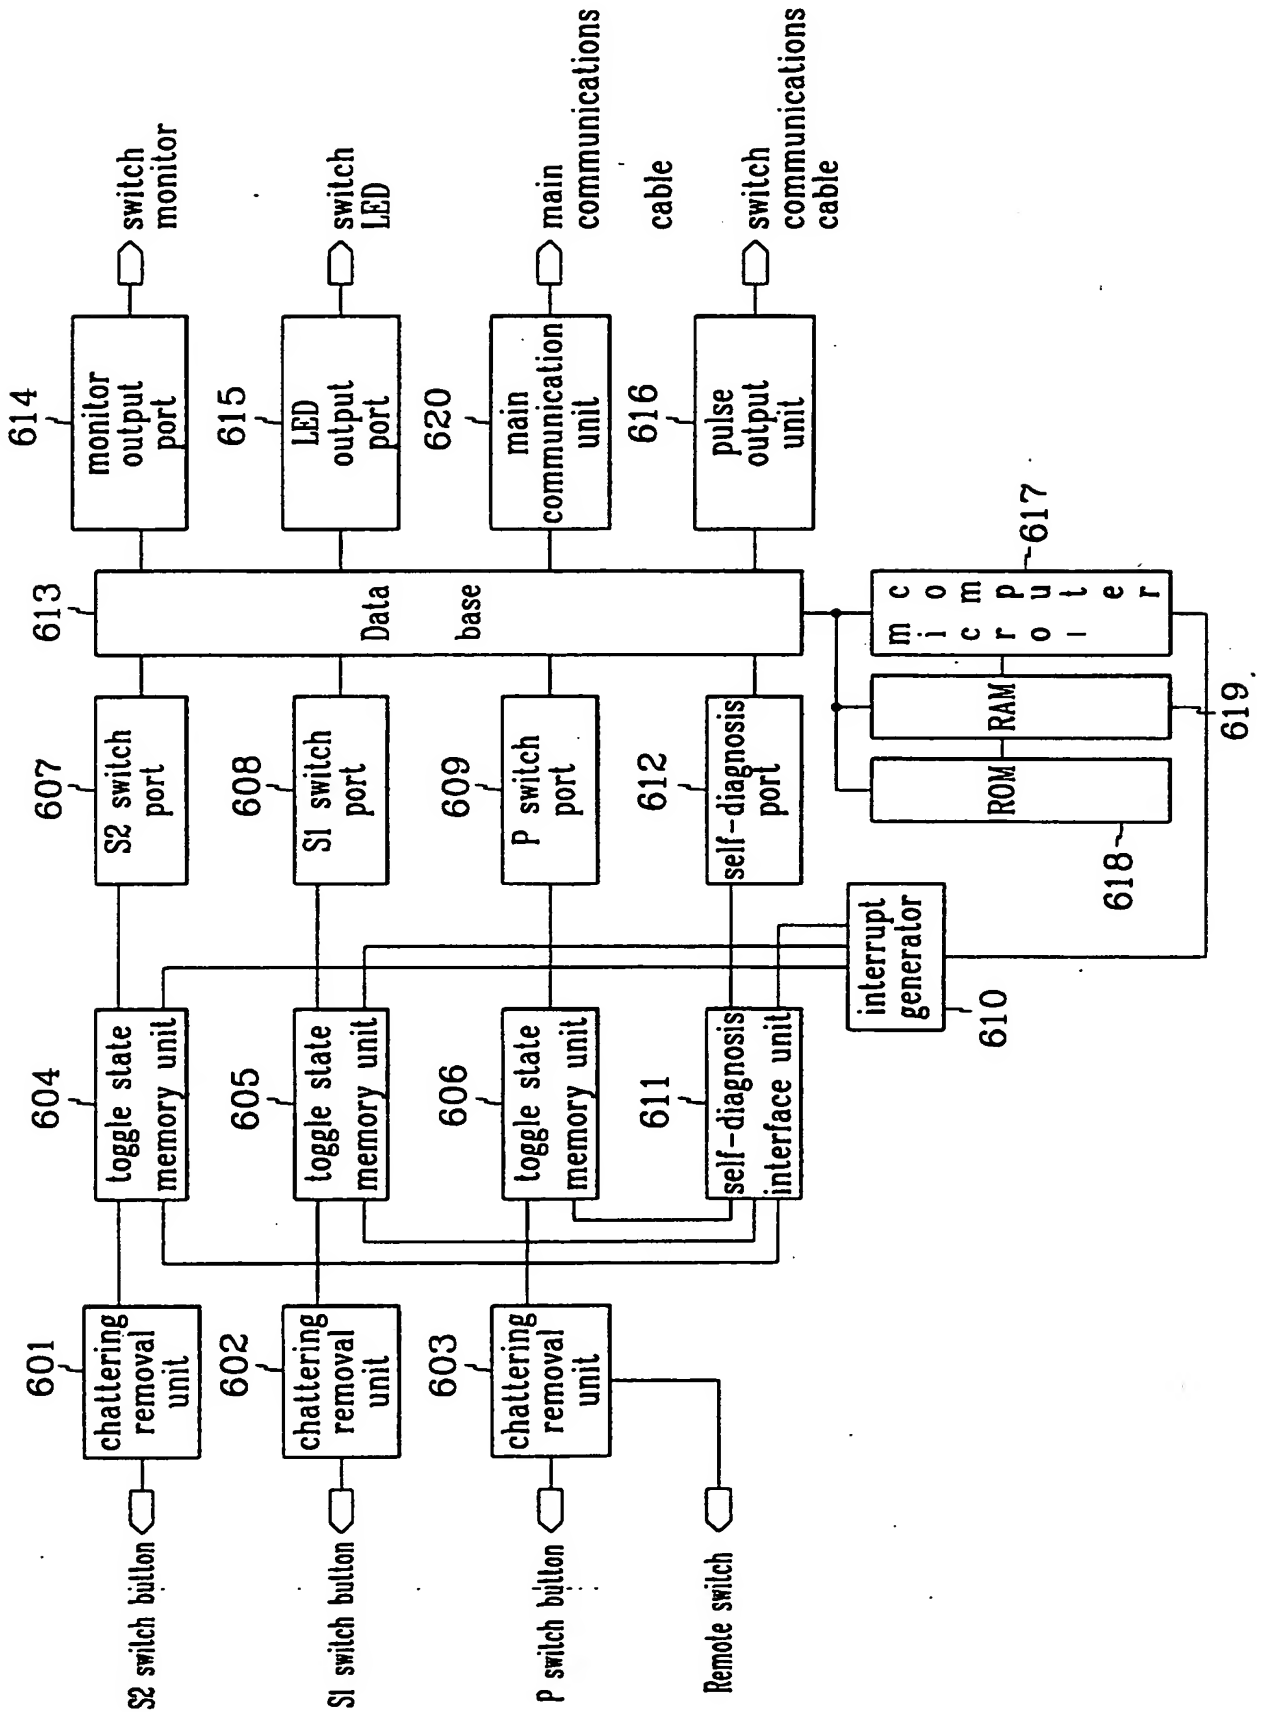 S2 switch button
601
chattering
removal
unit
604
toggle state
memory unit
607
S2 switch
port
613
Data
base
614
monitor
output
port
switch
monitor
S1 switch button
602
chattering
removal
unit
605
toggle state
memory unit
608
S1 switch
port
615
LED
output
port
switch
LED
P switch button
603
chattering
removal
unit
606
toggle state
memory unit
609
P switch
port
620
main
communication
unit
main
communications
cable
Remote switch
611
self-diagnosis
interface unit
612
self-diagnosis
port
616
pulse
output
unit
switch
communications
cable
interrupt
generator
610
ROM
618
RAM
619
micro-
computer
617